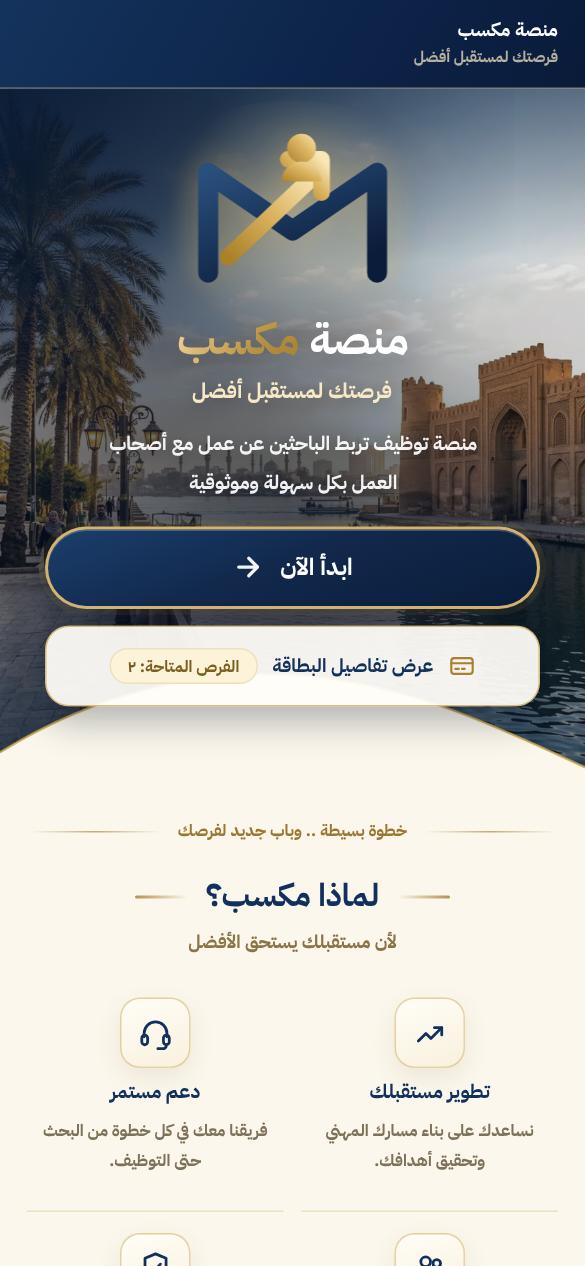 منصة مكسب
فرصتك لمستقبل أفضل
منصة مكسب
فرصتك لمستقبل أفضل
منصة توظيف تربط الباحثين عن عمل مع أصحاب
العمل بكل سهولة وموثوقية
ابدأ الآن
عرض تفاصيل البطاقة
الفرص المتاحة: ٢
خطوة بسيطة .. وباب جديد لفرصك
لماذا مكسب؟
لأن مستقبلك يستحق الأفضل
تطوير مستقبلك
نساعدك على بناء مسارك المهني
وتحقيق أهدافك.
دعم مستمر
فريقنا معك في كل خطوة من البحث
حتى التوظيف.